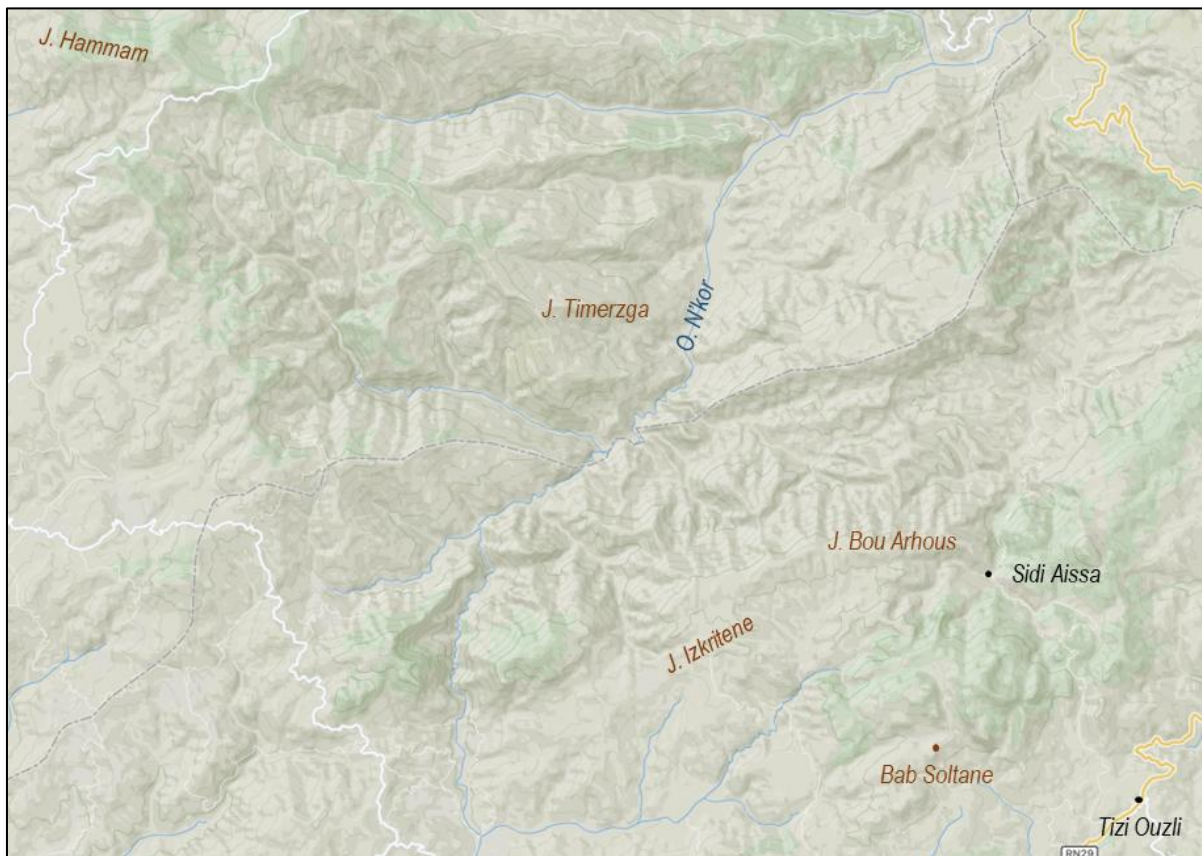 J. Hammam
J. Timerzga
O. N'kor
J. Bou Arhous
Sidi Aissa
J. Izkritene
Bab Soltane
Tizi Ouzli
RN29